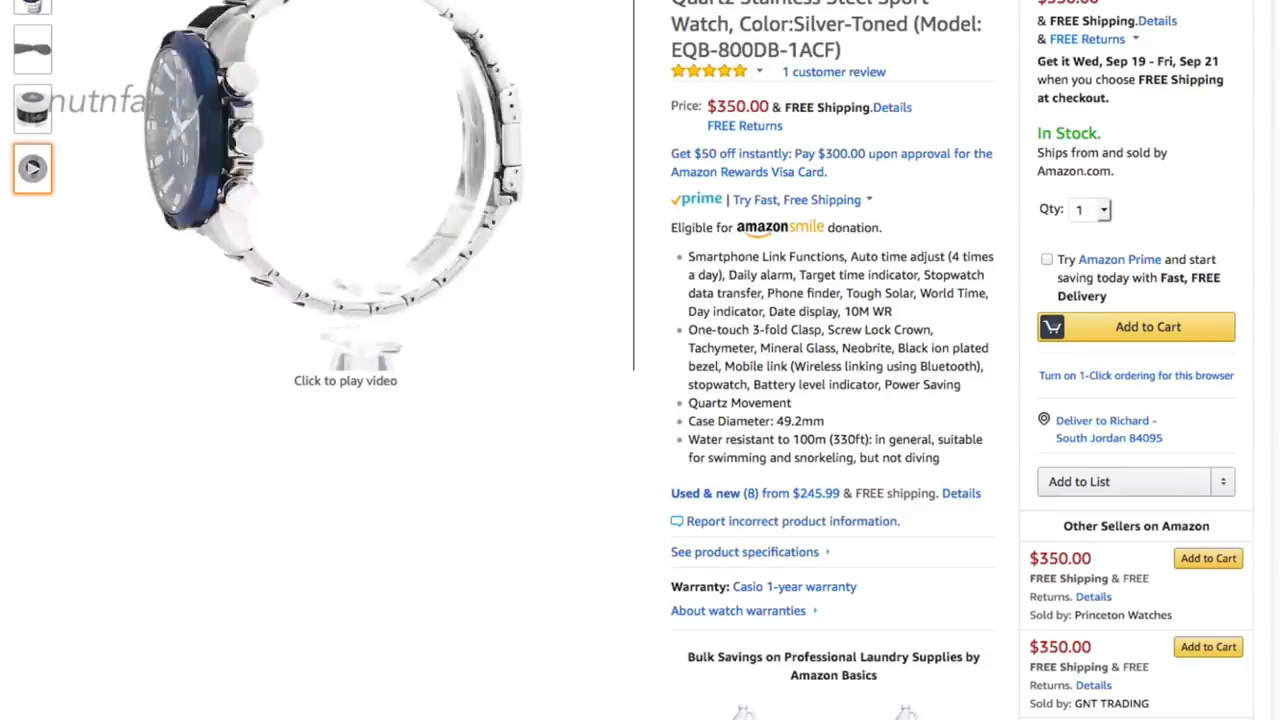 nutnfa
Click to play video
Quartz Stainless Steel Sport
Watch, Color:Silver-Toned (Model:
EQB-800DB-1ACF)
1 customer review
Price: $350.00 & FREE Shipping.Details
FREE Returns
Get $50 off instantly: Pay $300.00 upon approval for the
Amazon Rewards Visa Card.
prime | Try Fast, Free Shipping
Eligible for amazonsmile donation.
Smartphone Link Functions, Auto time adjust (4 times
a day), Daily alarm, Target time indicator, Stopwatch
data transfer, Phone finder, Tough Solar, World Time,
Day indicator, Date display, 10M WR
One-touch 3-fold Clasp, Screw Lock Crown,
Tachymeter, Mineral Glass, Neobrite, Black ion plated
bezel, Mobile link (Wireless linking using Bluetooth),
stopwatch, Battery level indicator, Power Saving
Quartz Movement
Case Diameter: 49.2mm
Water resistant to 100m (330ft): in general, suitable
for swimming and snorkeling, but not diving
Used & new (8) from $245.99 & FREE shipping. Details
Report incorrect product information.
See product specifications
Warranty: Casio 1-year warranty
About watch warranties
Bulk Savings on Professional Laundry Supplies by
Amazon Basics
$350.00
& FREE Shipping.Details
& FREE Returns
Get it Wed, Sep 19 - Fri, Sep 21
when you choose FREE Shipping
at checkout.
In Stock.
Ships from and sold by
Amazon.com.
Qty: 1
Try Amazon Prime and start
saving today with Fast, FREE
Delivery
Add to Cart
Turn on 1-Click ordering for this browser
Deliver to Richard -
South Jordan 84095
Add to List
Other Sellers on Amazon
$350.00 Add to Cart
FREE Shipping & FREE
Returns. Details
Sold by: Princeton Watches
$350.00 Add to Cart
FREE Shipping & FREE
Returns. Details
Sold by: GNT TRADING